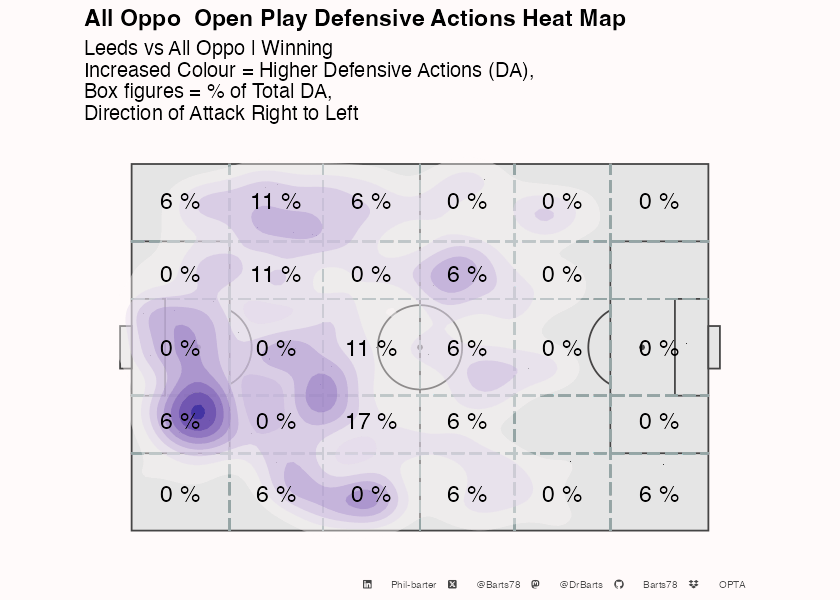 All Oppo  Open Play Defensive Actions Heat Map
Leeds vs All Oppo | Winning
Increased Colour = Higher Defensive Actions (DA),
Box figures = % of Total DA,
Direction of Attack Right to Left
6 % 11 % 6 % 0 % 0 % 0 %
0 % 11 % 0 % 6 % 0 %
0 % 0 % 11 % 6 % 0 % 0 %
6 % 0 % 17 % 6 % 0 %
0 % 6 % 0 % 6 % 0 % 6 %
Phil-barter @Barts78 @DrBarts Barts78 OPTA